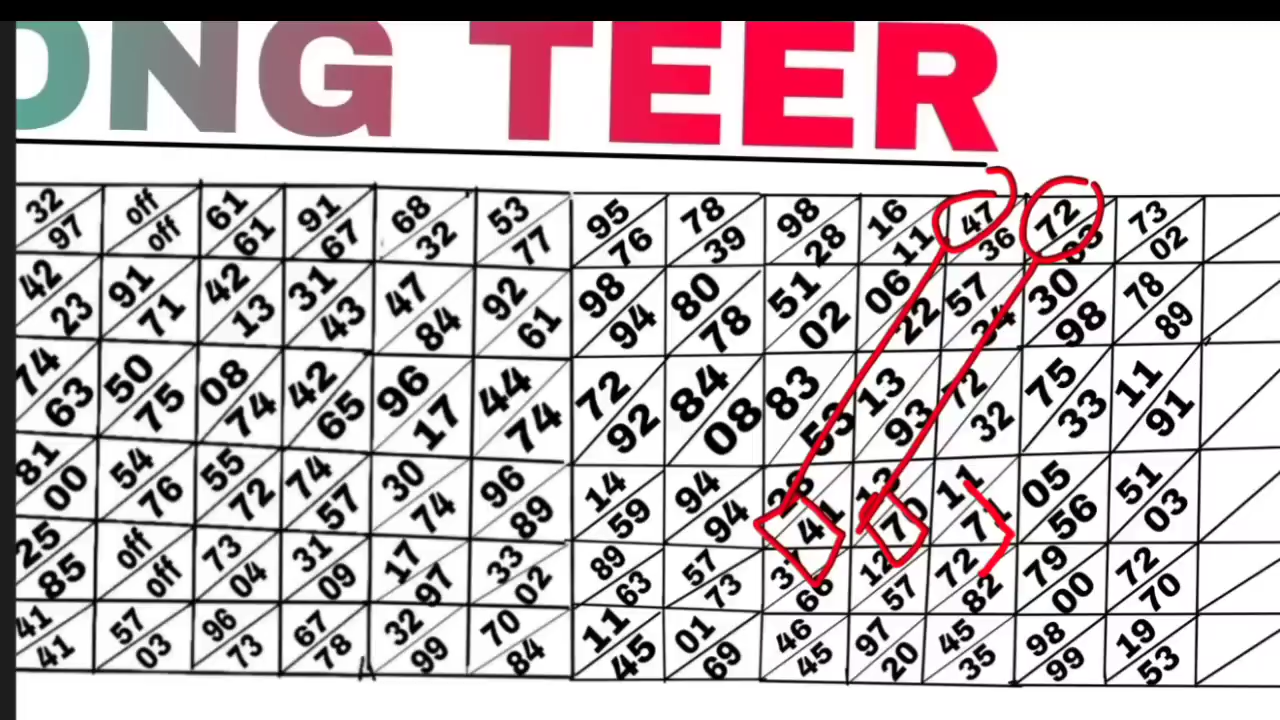 ONG TEER
32 off 61 91 68 53 95 78 98 16 47 72 73
97 off 61 67 32 77 76 39 28 11 36 02
42 91 42 31 47 92 98 80 51 06 57 30 78
23 71 13 43 84 61 94 78 02 22 34 98 89
74 50 08 42 96 44 72 84 83 13 72 75 11
63 75 74 65 17 74 92 08 53 93 32 33 91
81 54 55 74 30 96 14 94 28 13 11 05 51
00 76 72 57 74 89 59 94 41 70 71 56 03
25 off 73 31 17 33 89 57 12 72 79 72
85 off 04 09 97 02 63 73 66 57 82 00 70
41 57 96 67 32 70 11 01 46 97 45 98 19
41 03 73 78 99 84 45 69 45 20 35 99 53